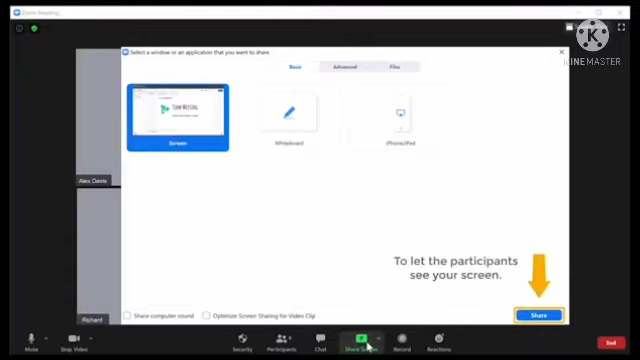 Zoom Meeting
KINEMASTER
Select a window or an application that you want to share
Basic
Advanced
Files
Screen
Whiteboard
iPhone/iPad
Alex Davis
To let the participants
see your screen.
Richard
Share computer sound
Optimize Screen Sharing for Video Clip
Share
Mute
Stop Video
Security
Participants
Chat
Share Screen
Record
Reactions
End